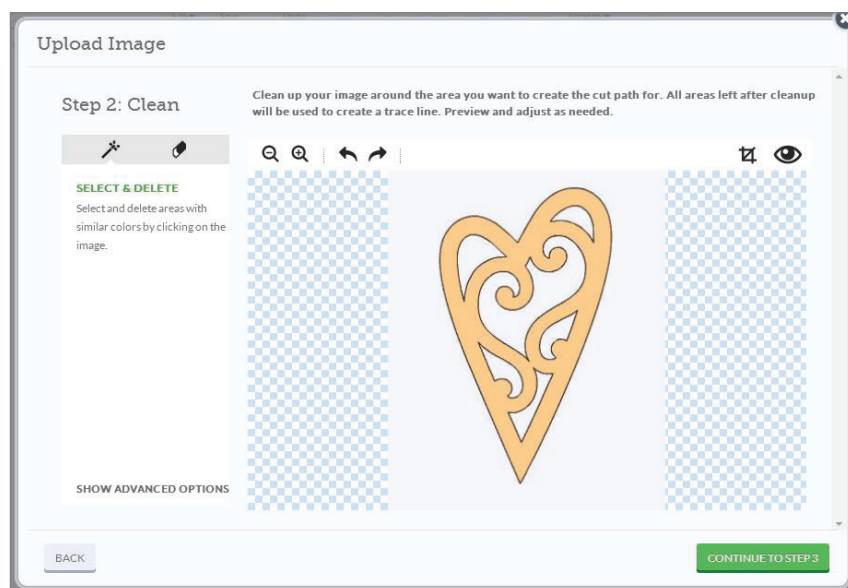 Upload Image
Step 2: Clean
Clean up your image around the area you want to create the cut path for. All areas left after cleanup
will be used to create a trace line. Preview and adjust as needed.
SELECT & DELETE
Select and delete areas with
similar colors by clicking on the
image.
SHOW ADVANCED OPTIONS
BACK
CONTINUE TO STEP 3